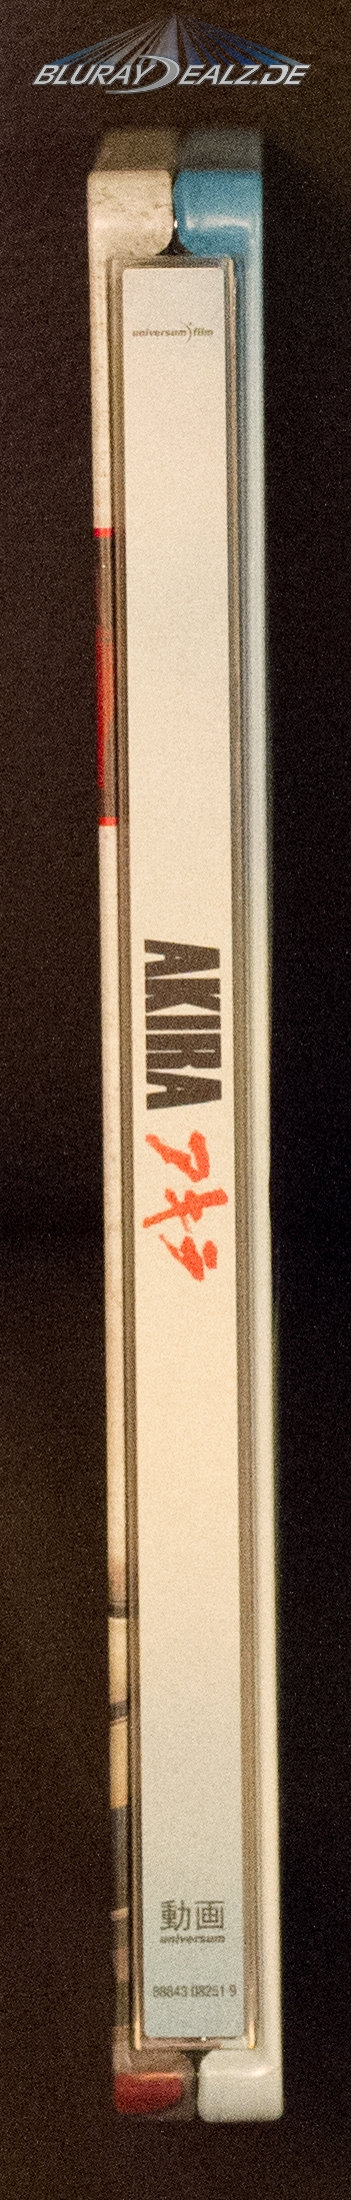 BLURAYDEALZ.DE
universum film
AKIRA アキラ
動画
universum
88843 08251 9